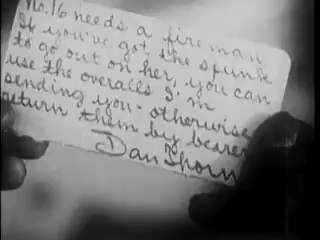 No.16 needs a fireman
If you've got the spunk
to go out on her, you can
use the overalls I'm
sending you - otherwise
return them by bearer
Dan Thorn